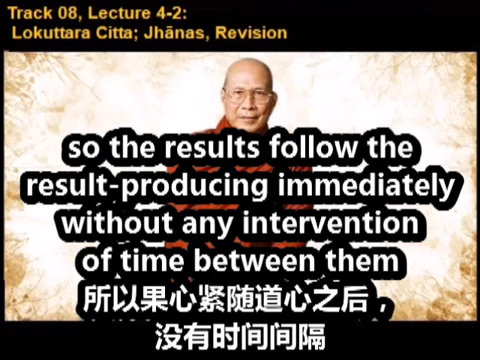 Track 08, Lecture 4-2:
Lokuttara Citta; Jhānas, Revision
so the results follow the
result-producing immediately
without any intervention
of time between them
所以果心紧随道心之后，
没有时间间隔